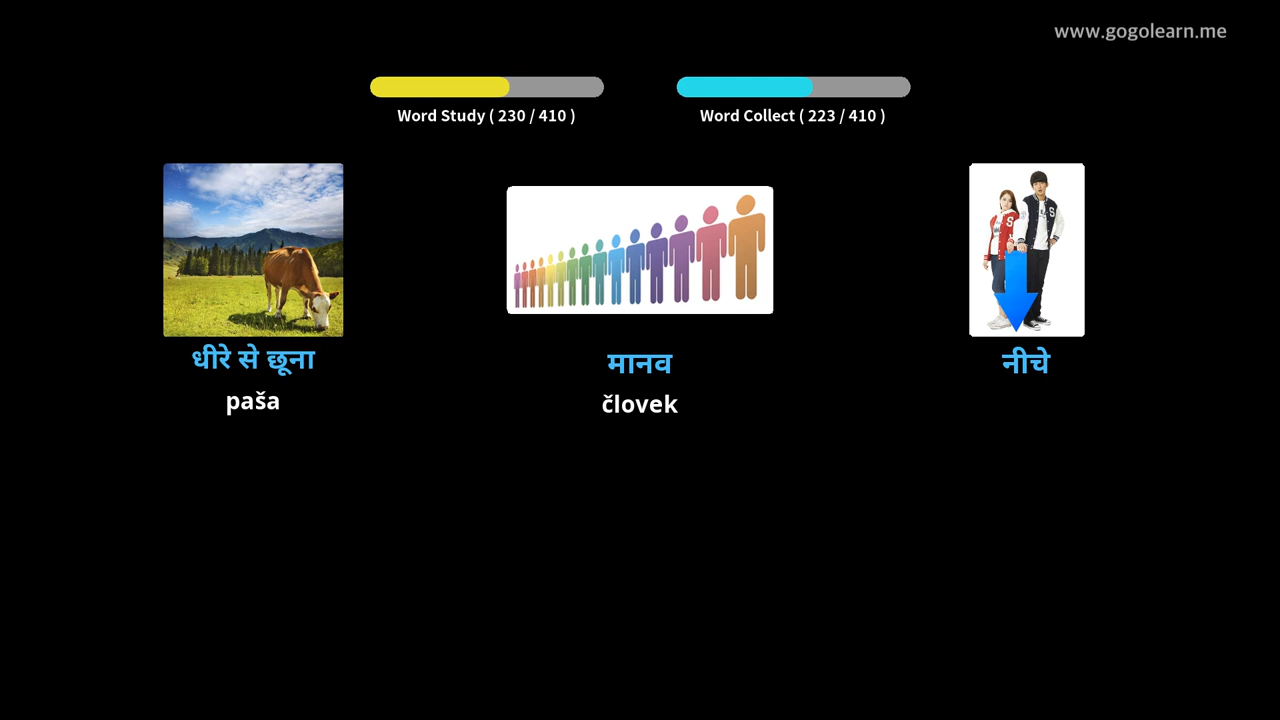 www.gogolearn.me
Word Study ( 230 / 410 )
Word Collect ( 223 / 410 )
धीरे से छूना
paša
मानव
človek
नीचे